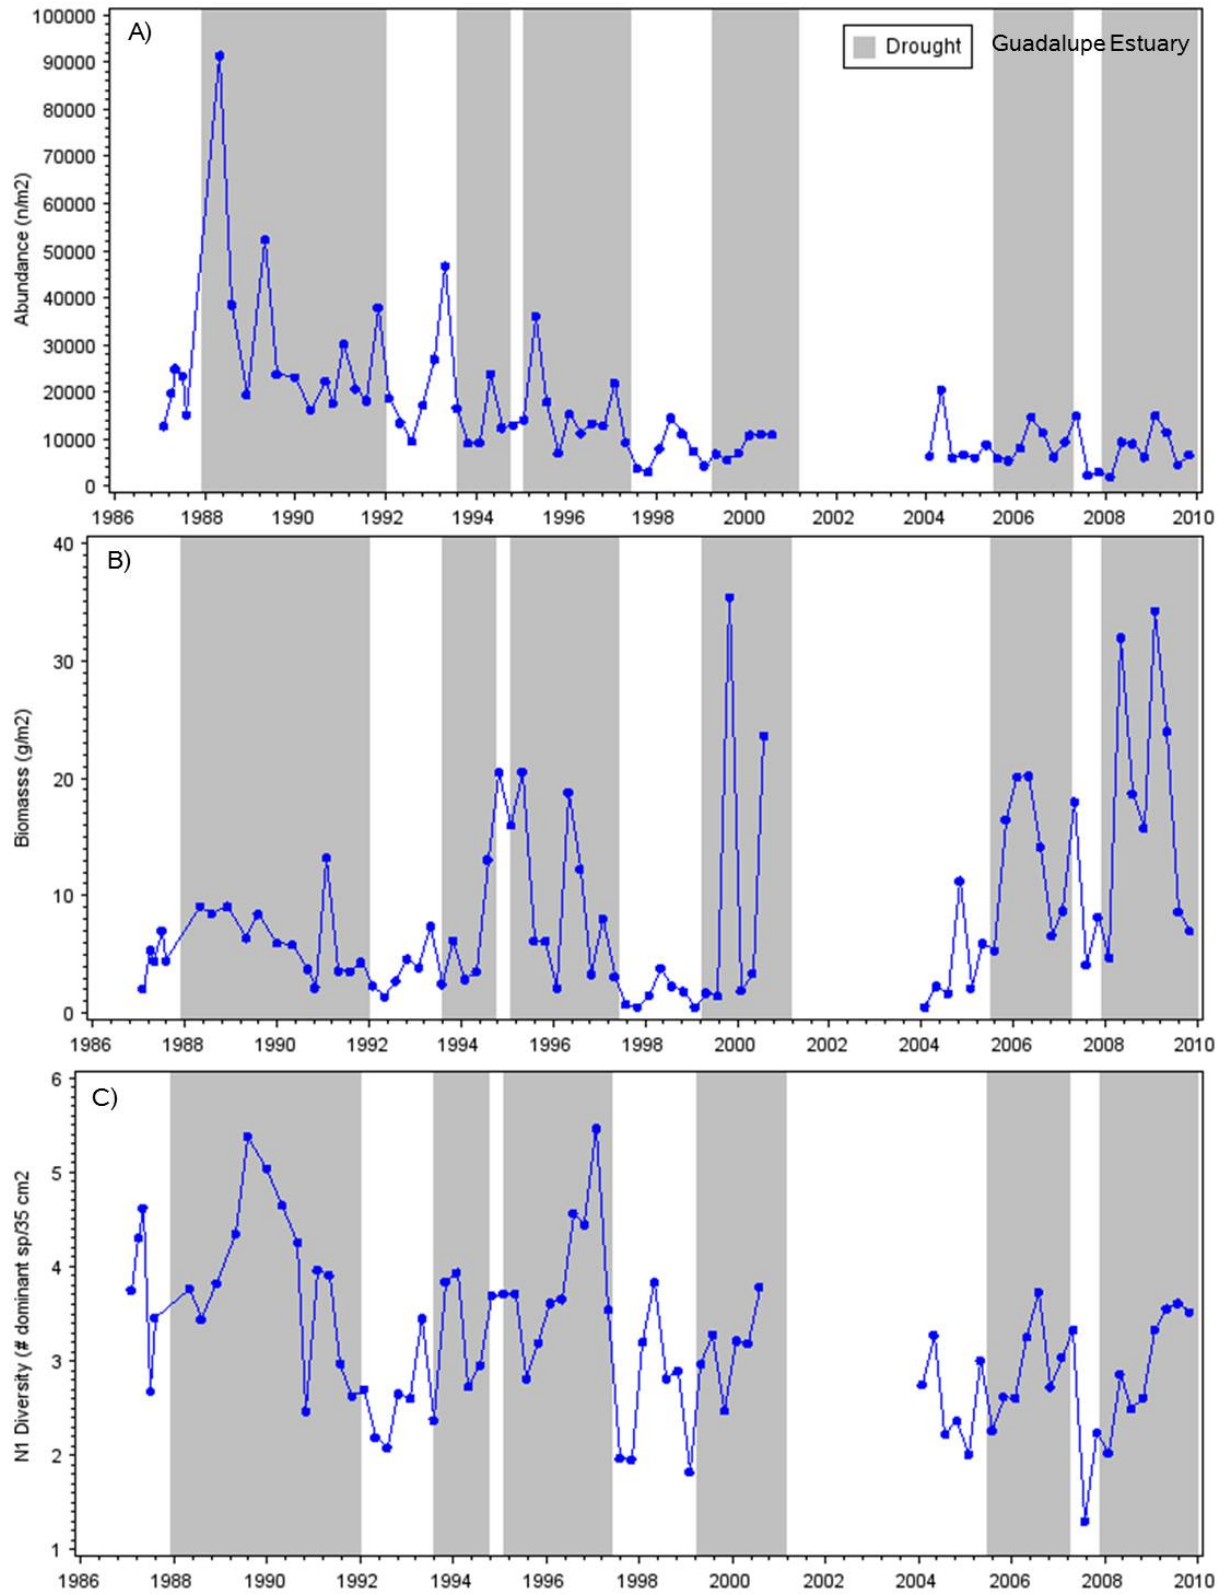 A)
Drought
Guadalupe Estuary
Abundance (n/m2)
100000
90000
80000
70000
60000
50000
40000
30000
20000
10000
0
1986 1988 1990 1992 1994 1996 1998 2000 2002 2004 2006 2008 2010
B)
Biomasss (g/m2)
40
30
20
10
0
1986 1988 1990 1992 1994 1996 1998 2000 2002 2004 2006 2008 2010
C)
N1 Diversity (# dominant sp/35 cm2
6
5
4
3
2
1
1986 1988 1990 1992 1994 1996 1998 2000 2002 2004 2006 2008 2010